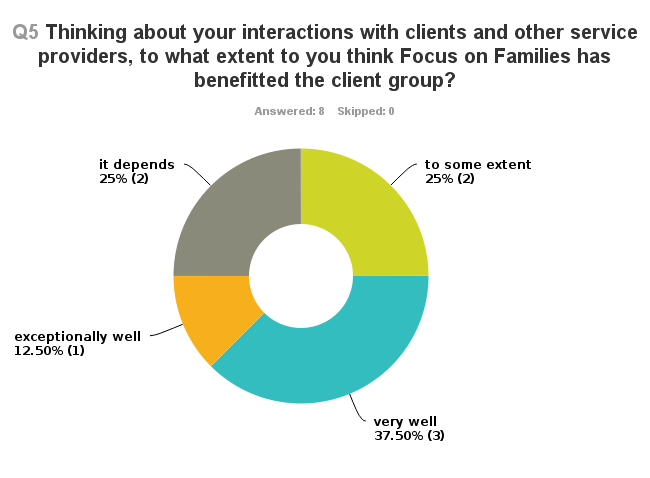 Q5 Thinking about your interactions with clients and other service
providers, to what extent to you think Focus on Families has
benefitted the client group?
Answered: 8 Skipped: 0
it depends
25% (2)
to some extent
25% (2)
exceptionally well
12.50% (1)
very well
37.50% (3)